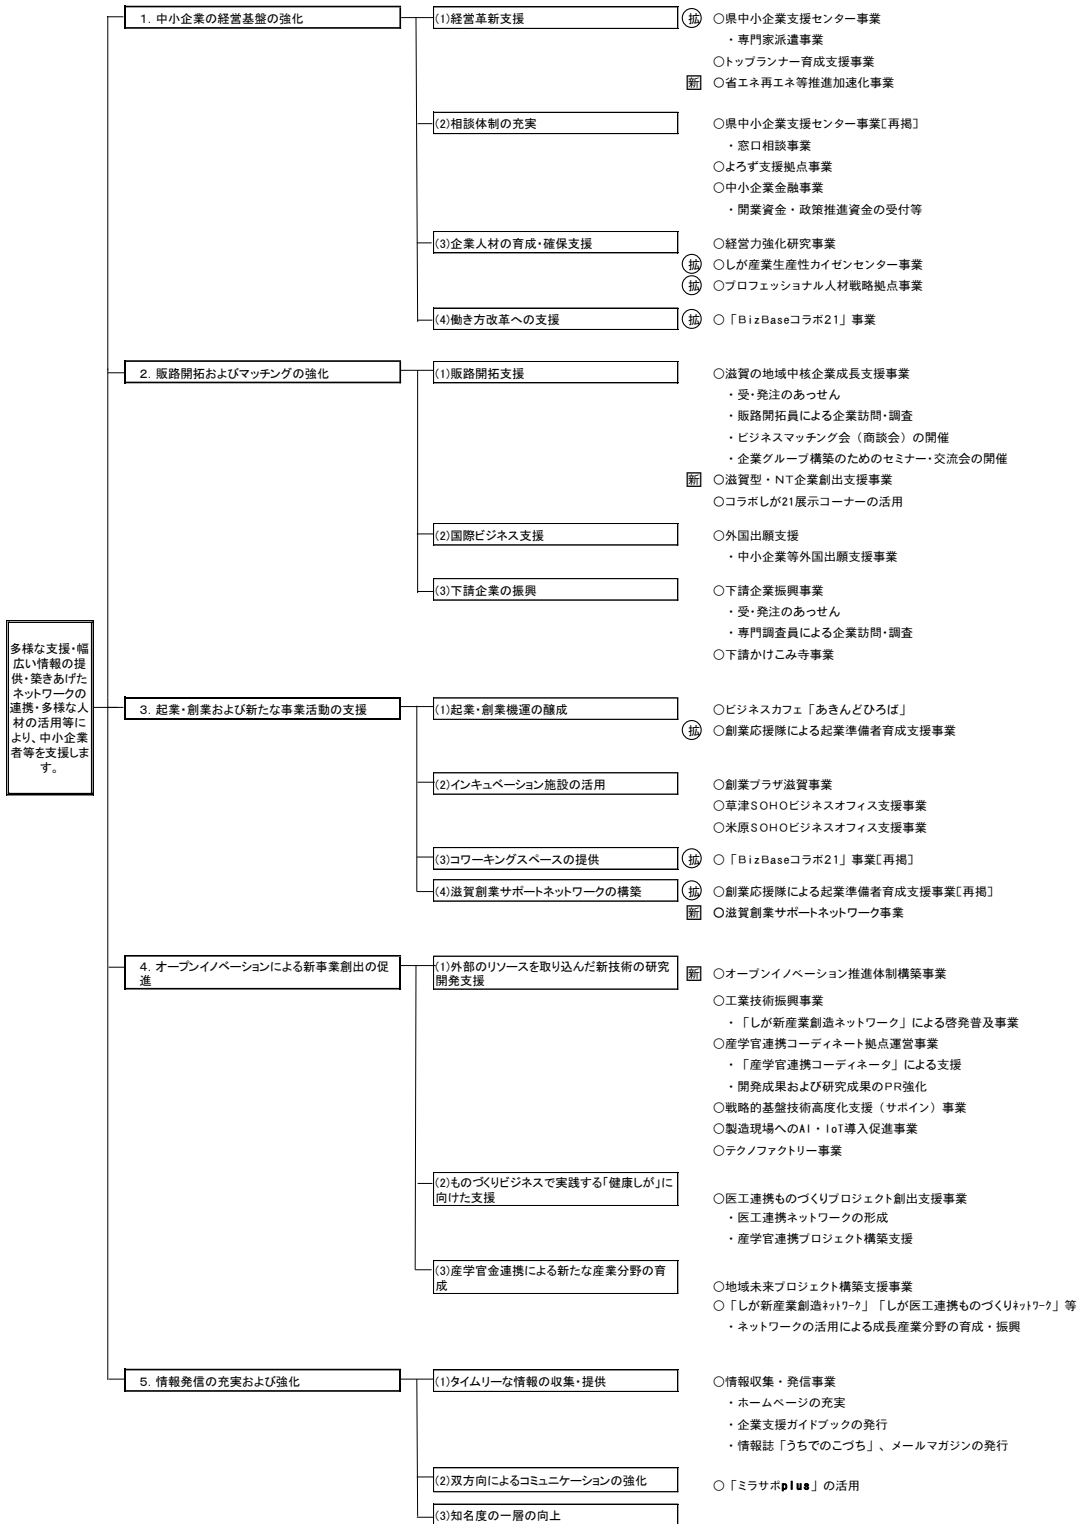 多様な支援・幅
広い情報の提
供・築きあげた
ネットワークの
連携・多様な人
材の活用等に
より、中小企業
者等を支援しま
す。
1. 中小企業の経営基盤の強化
(1)経営革新支援
拡 ○県中小企業支援センター事業
・専門家派遣事業
○トップランナー育成支援事業
新 ○省エネ再エネ等推進加速化事業
(2)相談体制の充実
○県中小企業支援センター事業[再掲]
・窓口相談事業
○よろず支援拠点事業
○中小企業金融事業
・開業資金・政策推進資金の受付等
(3)企業人材の育成・確保支援
○経営力強化研究事業
拡 ○しが産業生産性カイゼンセンター事業
拡 ○プロフェッショナル人材戦略拠点事業
(4)働き方改革への支援
拡 ○「BizBaseコラボ21」事業
2. 販路開拓およびマッチングの強化
(1)販路開拓支援
○滋賀の地域中核企業成長支援事業
・受・発注のあっせん
・販路開拓員による企業訪問・調査
・ビジネスマッチング会（商談会）の開催
・企業グループ構築のためのセミナー・交流会の開催
新 ○滋賀型・NT企業創出支援事業
○コラボしが21展示コーナーの活用
(2)国際ビジネス支援
○外国出願支援
・中小企業等外国出願支援事業
(3)下請企業の振興
○下請企業振興事業
・受・発注のあっせん
・専門調査員による企業訪問・調査
○下請かけこみ寺事業
3. 起業・創業および新たな事業活動の支援
(1)起業・創業機運の醸成
○ビジネスカフェ「あきんどひろば」
拡 ○創業応援隊による起業準備者育成支援事業
(2)インキュベーション施設の活用
○創業プラザ滋賀事業
○草津SOHOビジネスオフィス支援事業
○米原SOHOビジネスオフィス支援事業
(3)コワーキングスペースの提供
拡 ○「BizBaseコラボ21」事業[再掲]
(4)滋賀創業サポートネットワークの構築
拡 ○創業応援隊による起業準備者育成支援事業[再掲]
新 ○滋賀創業サポートネットワーク事業
4. オープンイノベーションによる新事業創出の促
進
(1)外部のリソースを取り込んだ新技術の研究
開発支援
新 ○オープンイノベーション推進体制構築事業
○工業技術振興事業
・「しが新産業創造ネットワーク」による啓発普及事業
○産学官連携コーディネート拠点運営事業
・「産学官連携コーディネータ」による支援
・開発成果および研究成果のPR強化
○戦略的基盤技術高度化支援（サポイン）事業
○製造現場へのAI・IoT導入促進事業
○テクノファクトリー事業
(2)ものづくりビジネスで実践する「健康しが」に
向けた支援
○医工連携ものづくりプロジェクト創出支援事業
・医工連携ネットワークの形成
・産学官連携プロジェクト構築支援
(3)産学官金連携による新たな産業分野の育
成
○地域未来プロジェクト構築支援事業
○「しが新産業創造ﾈｯﾄﾜｰｸ」「しが医工連携ものづくりﾈｯﾄﾜｰｸ」等
・ネットワークの活用による成長産業分野の育成・振興
5. 情報発信の充実および強化
(1)タイムリーな情報の収集・提供
○情報収集・発信事業
・ホームページの充実
・企業支援ガイドブックの発行
・情報誌「うちでのこづち」、メールマガジンの発行
(2)双方向によるコミュニケーションの強化
○「ミラサポplus」の活用
(3)知名度の一層の向上